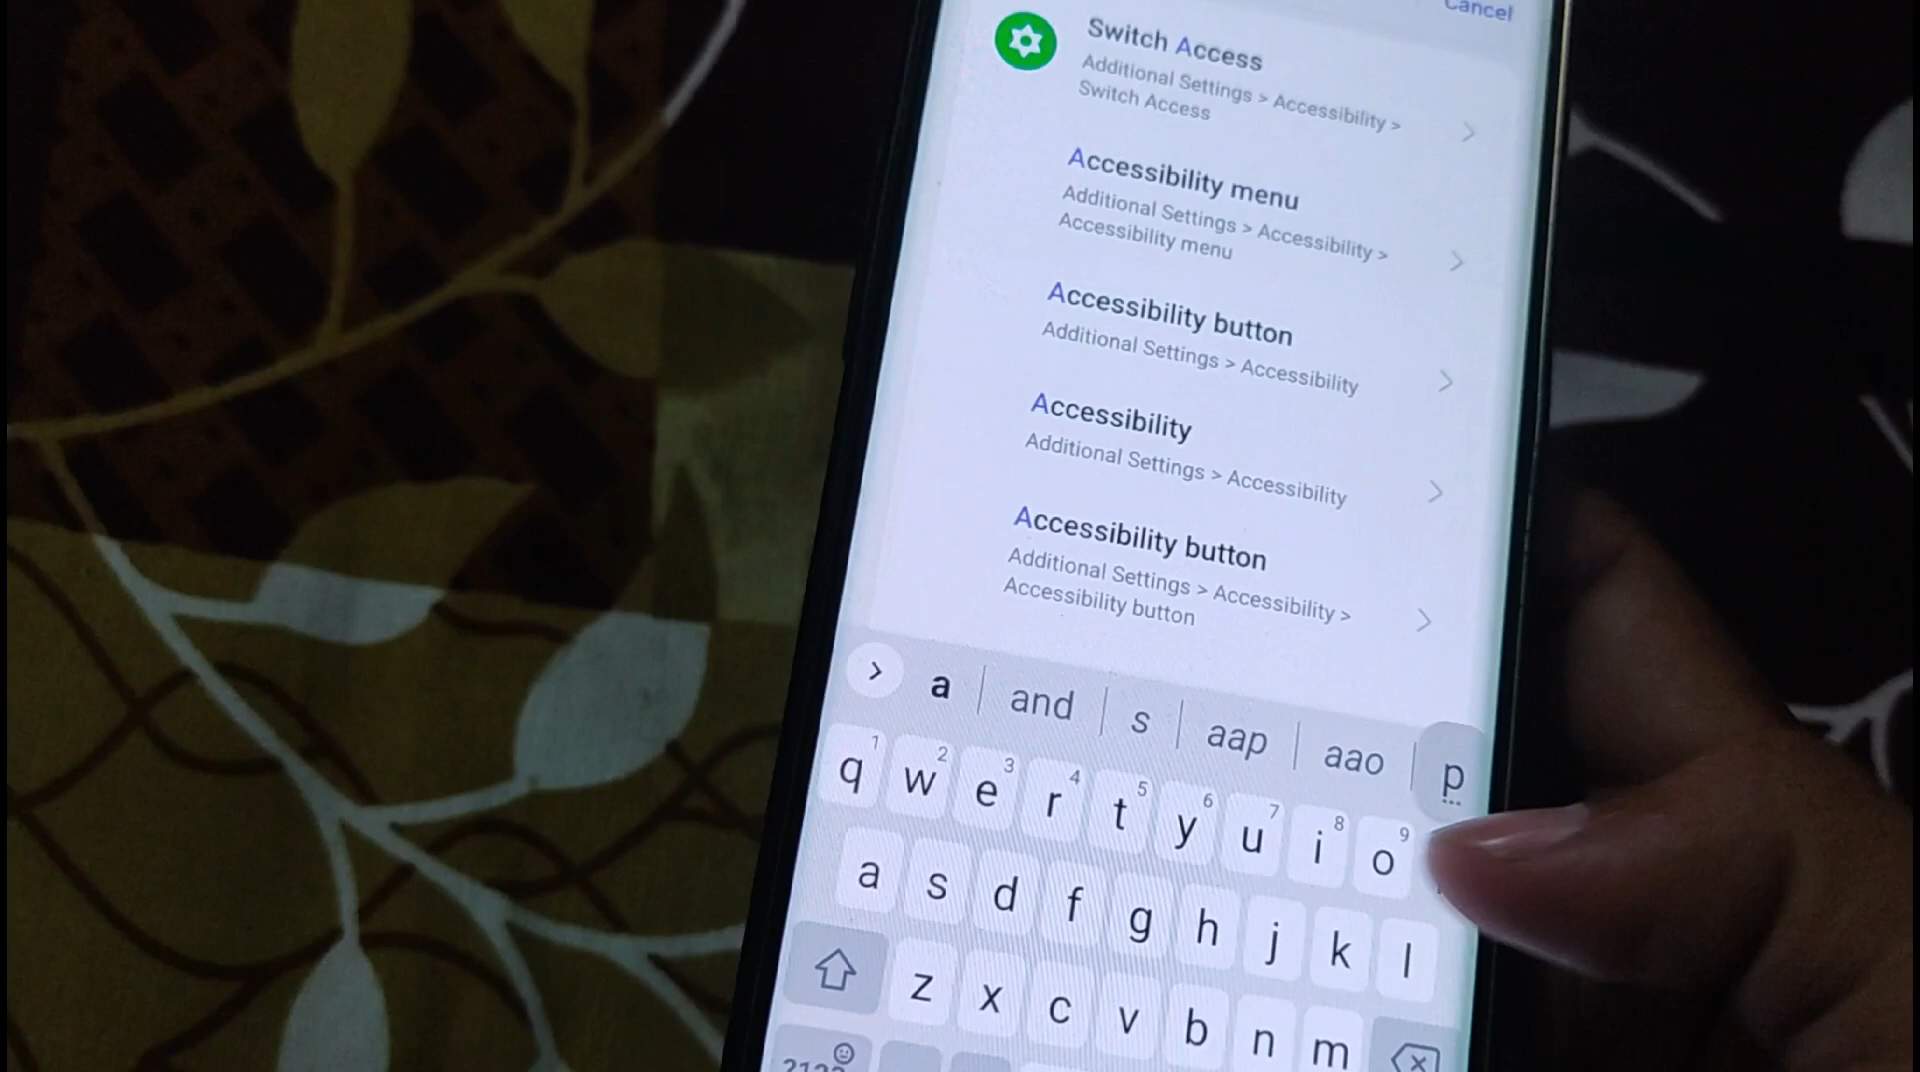 Cancel
Switch Access
Additional Settings > Accessibility >
Switch Access
Accessibility menu
Additional Settings > Accessibility >
Accessibility menu
Accessibility button
Additional Settings > Accessibility
Accessibility
Additional Settings > Accessibility
Accessibility button
Additional Settings > Accessibility >
Accessibility button
a and s aap aao p
1 2 3 4 5 6 7 8 9
q w e r t y u i o
a s d f g h j k l
z x c v b n m